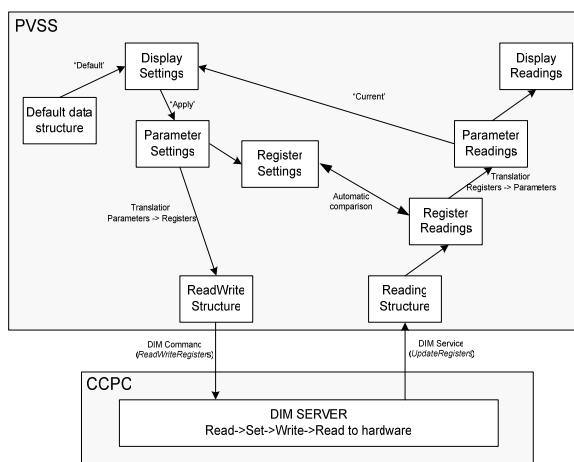 PVSS
Display
Settings
Display
Readings
'Default'
'Current'
Default data
structure
'Apply'
Parameter
Settings
Parameter
Readings
Register
Settings
Translatior
Registers -> Parameters
Automatic
comparison
Translatior
Parameters -> Registers
Register
Readings
ReadWrite
Structure
Reading
Structure
DIM Command
(ReadWriteRegisters)
DIM Service
(UpdateRegisters)
CCPC
DIM SERVER
Read->Set->Write->Read to hardware